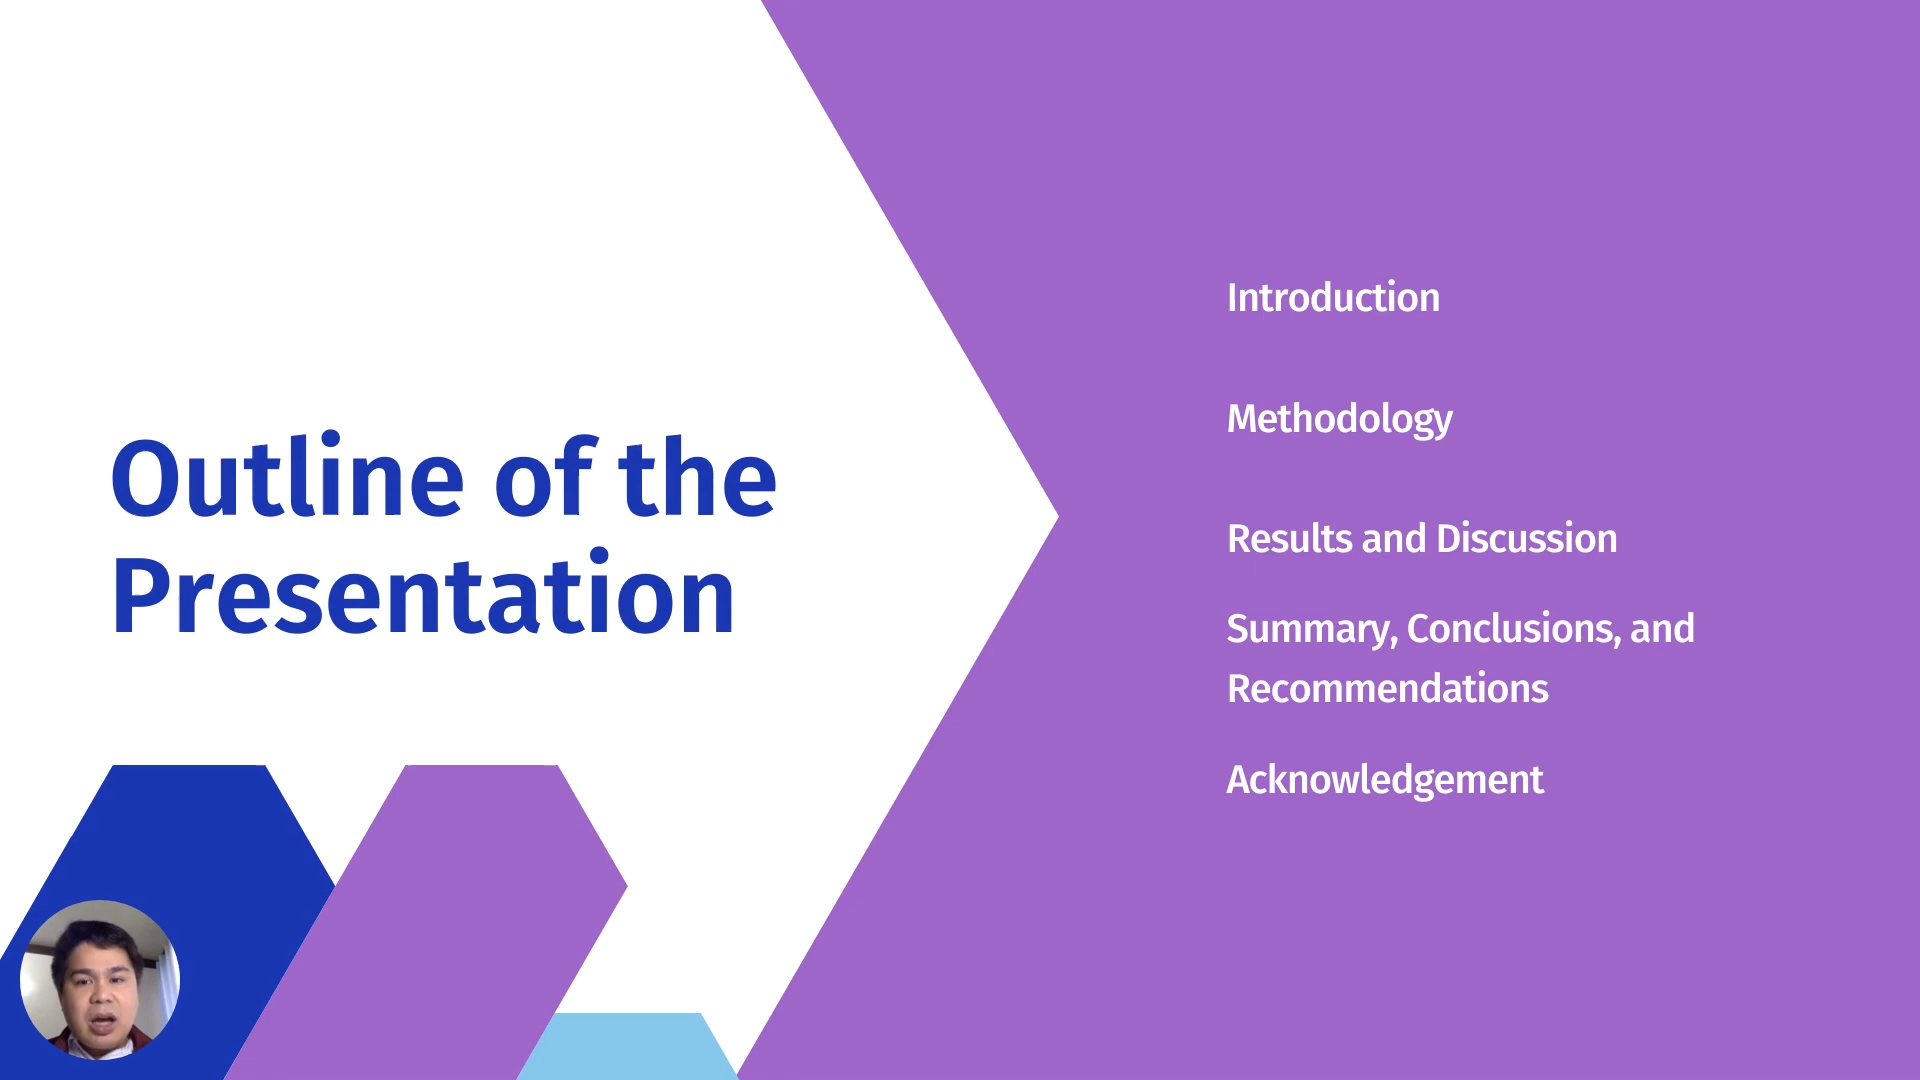 Outline of the
Presentation
Introduction
Methodology
Results and Discussion
Summary, Conclusions, and
Recommendations
Acknowledgement